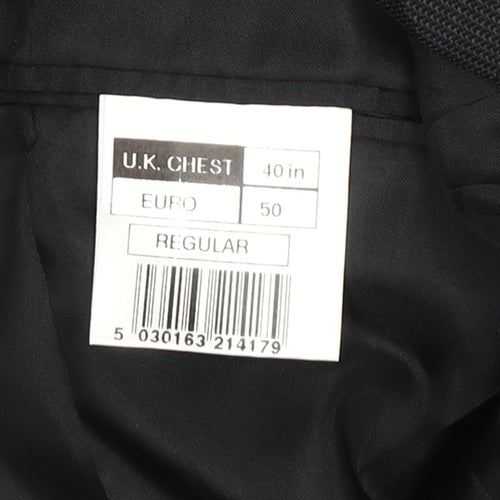 U.K. CHEST 40 in
EURO 50
REGULAR
5 030163 214179